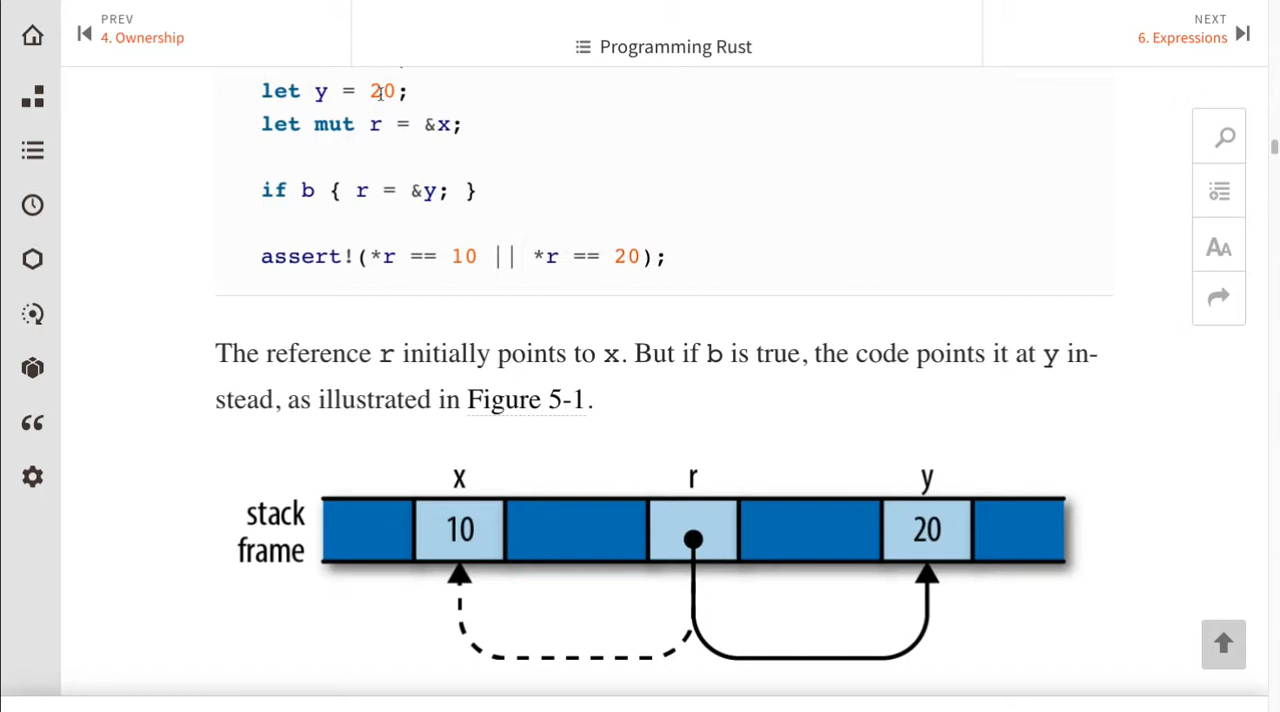 PREV
4. Ownership
Programming Rust
NEXT
6. Expressions
let y = 20;
let mut r = &x;
if b { r = &y; }
assert!(*r == 10 || *r == 20);
The reference r initially points to x. But if b is true, the code points it at y in-
stead, as illustrated in Figure 5-1.
x r y
stack
frame
10 20
AA